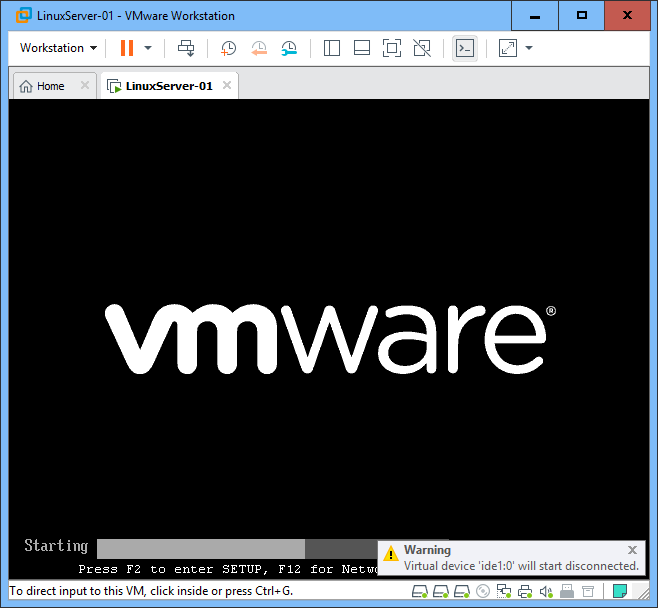 LinuxServer-01 - VMware Workstation
Workstation
Home
LinuxServer-01
vmware®
Starting
Press F2 to enter SETUP, F12 for Netw
Warning
Virtual device 'ide1:0' will start disconnected.
To direct input to this VM, click inside or press Ctrl+G.